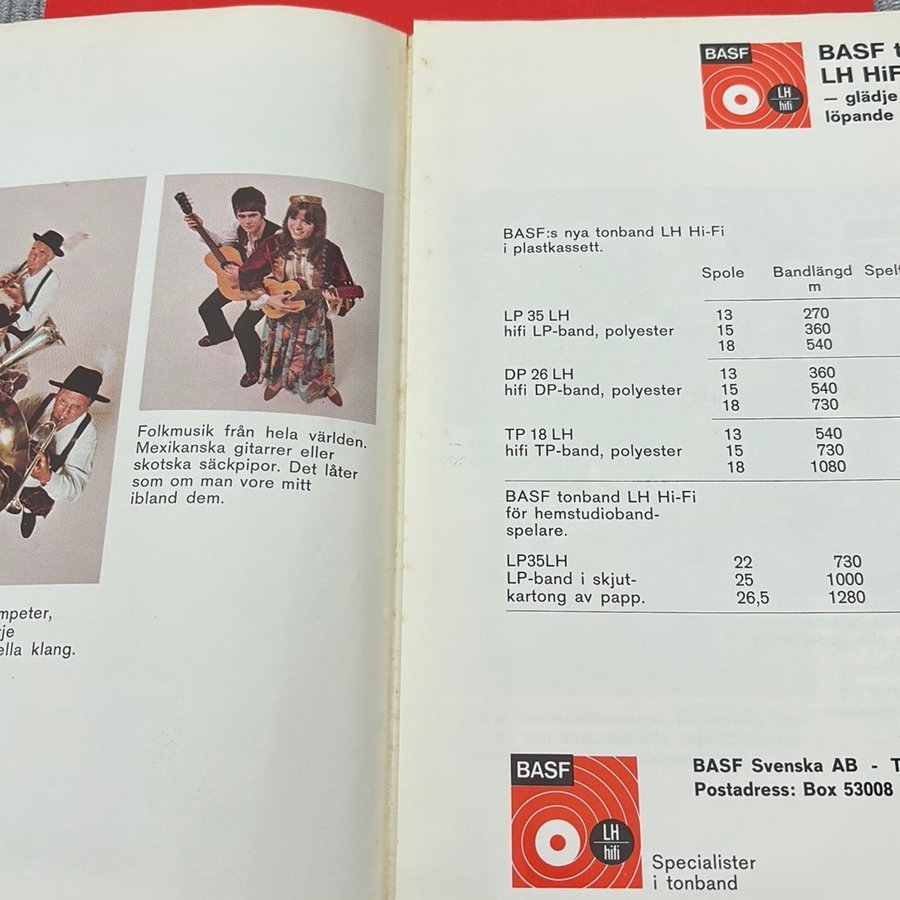 Folkmusik från hela världen.
Mexikanska gitarrer eller
skotska säckpipor. Det låter
som om man vore mitt
ibland dem.
mpeter,
je
ella klang.
BASF
LH
hifi
BASF t
LH HiF
— glädje
löpande
BASF:s nya tonband LH Hi-Fi
i plastkassett.
Spole Bandlängd Spelt
m
LP 35 LH 13 270
hifi LP-band, polyester 15 360
18 540
DP 26 LH 13 360
hifi DP-band, polyester 15 540
18 730
TP 18 LH 13 540
hifi TP-band, polyester 15 730
18 1080
BASF tonband LH Hi-Fi
för hemstudioband-
spelare.
LP35LH 22 730
LP-band i skjut- 25 1000
kartong av papp. 26,5 1280
BASF
LH
hifi
Specialister
i tonband
BASF Svenska AB - T
Postadress: Box 53008